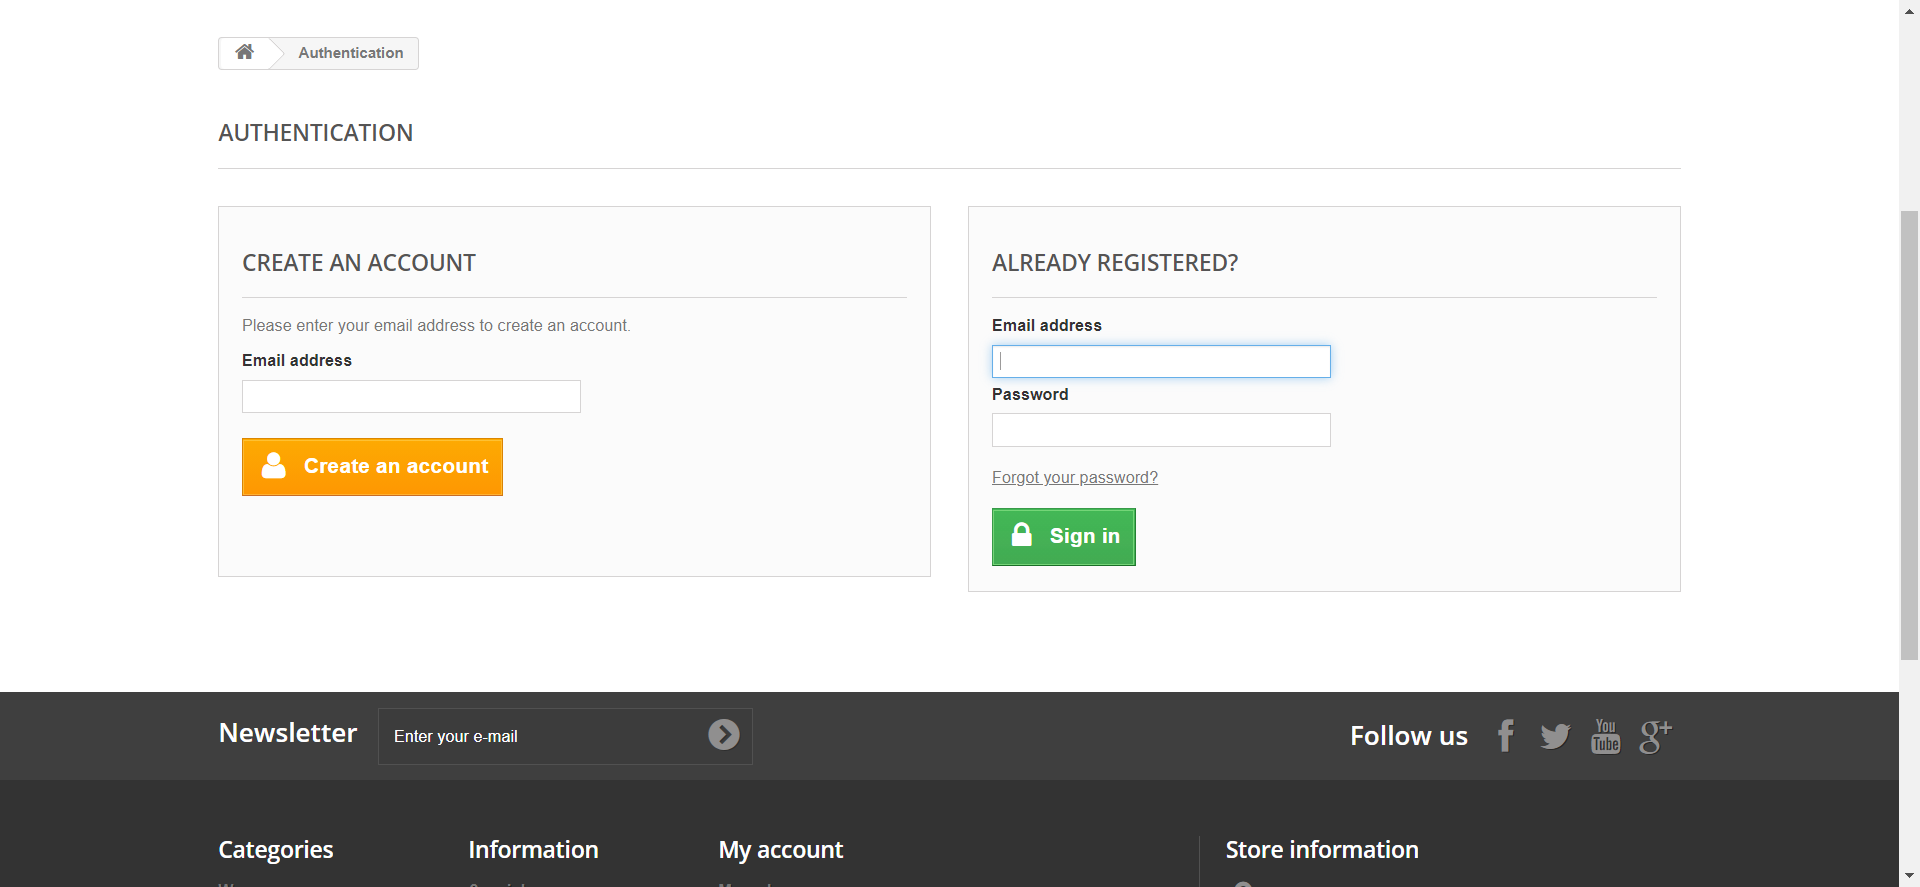 Authentication
AUTHENTICATION
CREATE AN ACCOUNT
Please enter your email address to create an account.
Email address
Create an account
ALREADY REGISTERED?
Email address
Password
Forgot your password?
Sign in
Newsletter
Enter your e-mail
Follow us
You
Tube
g+
Categories
Information
My account
Store information